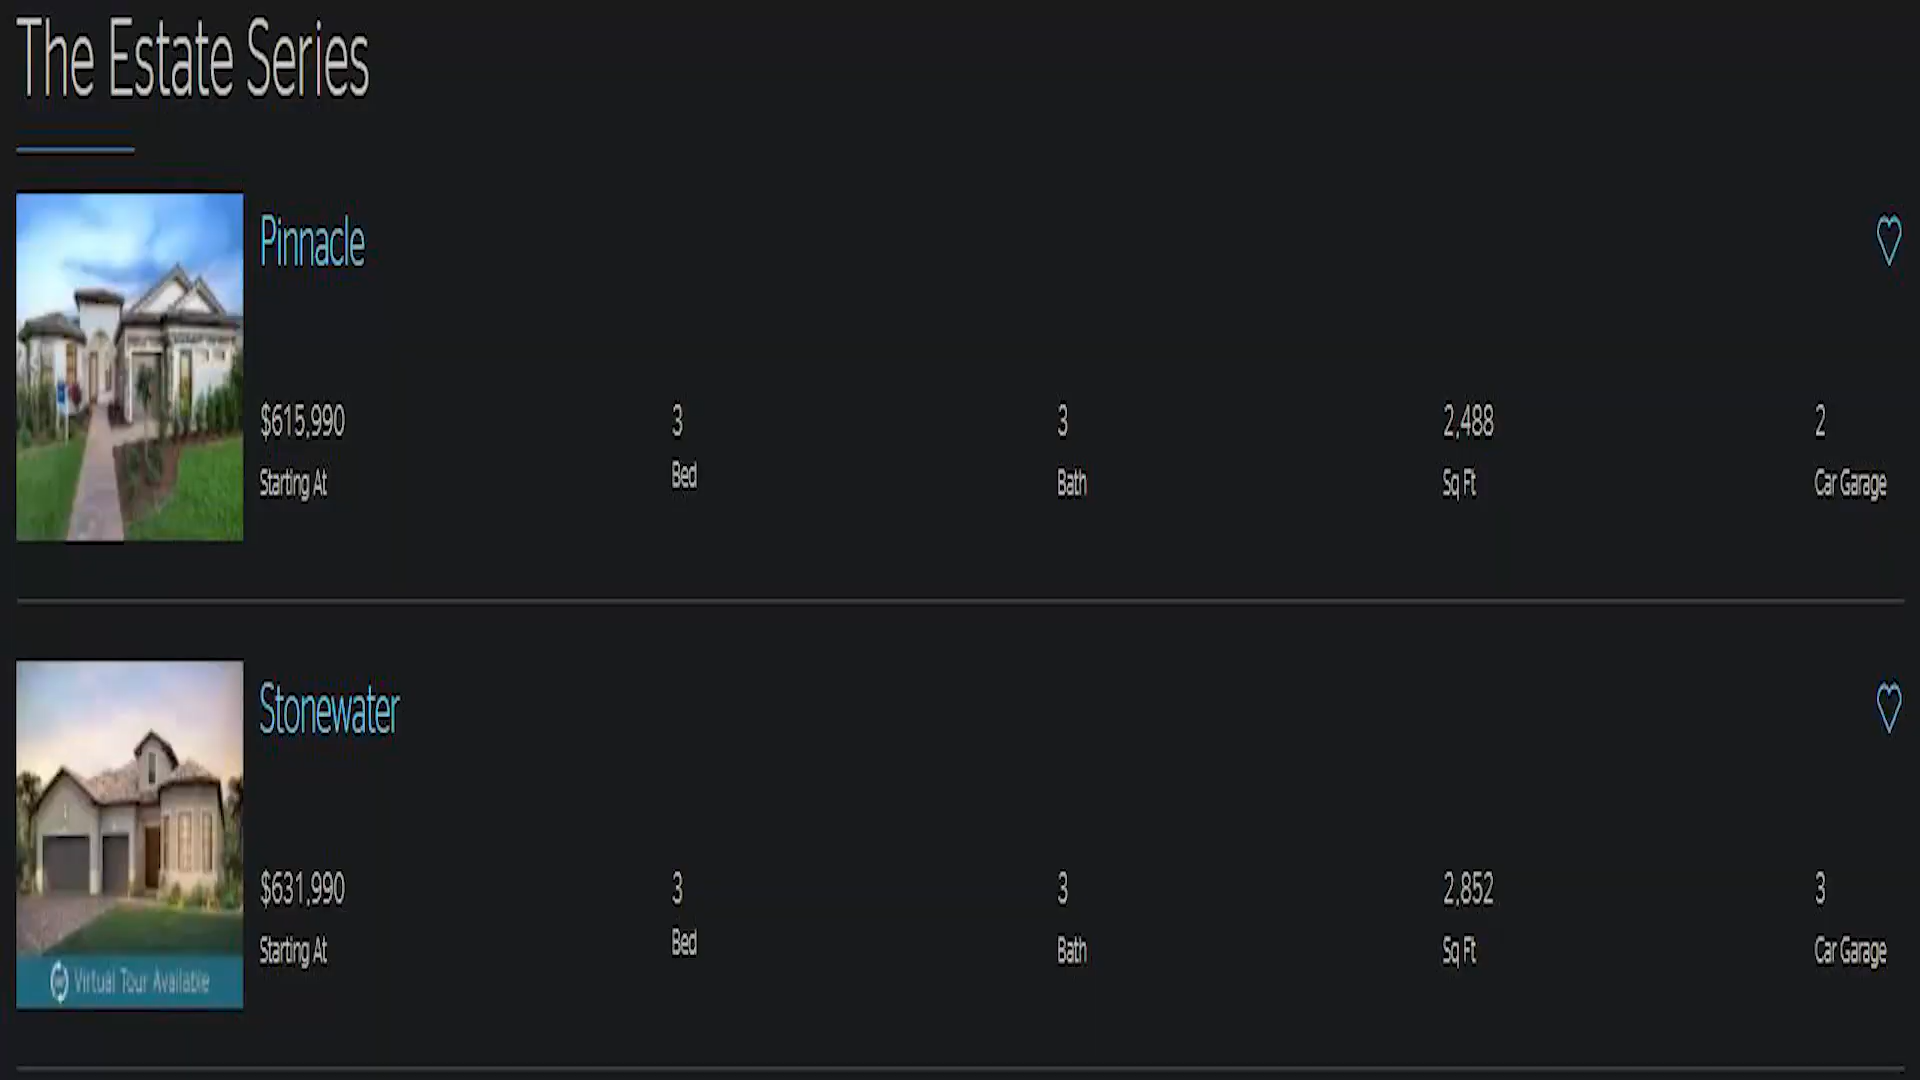 The Estate Series
Pinnacle
$615,990 3 3 2,488 2
Starting At Bed Bath Sq Ft Car Garage
Stonewater
$631,990 3 3 2,852 3
Starting At Bed Bath Sq Ft Car Garage
Virtual Tour Available